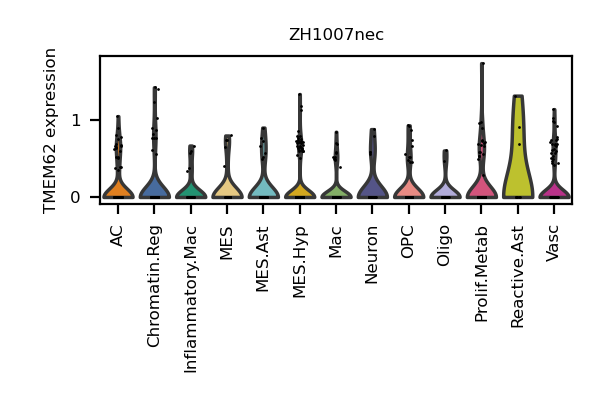 ZH1007nec
TMEM62 expression
1
0
AC
Chromatin.Reg
Inflammatory.Mac
MES
MES.Ast
MES.Hyp
Mac
Neuron
OPC
Oligo
Prolif.Metab
Reactive.Ast
Vasc